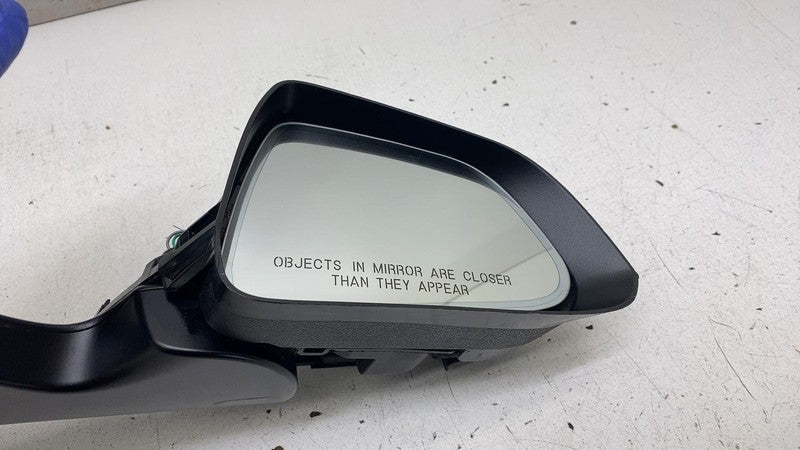 OBJECTS IN MIRROR ARE CLOSER
THAN THEY APPEAR